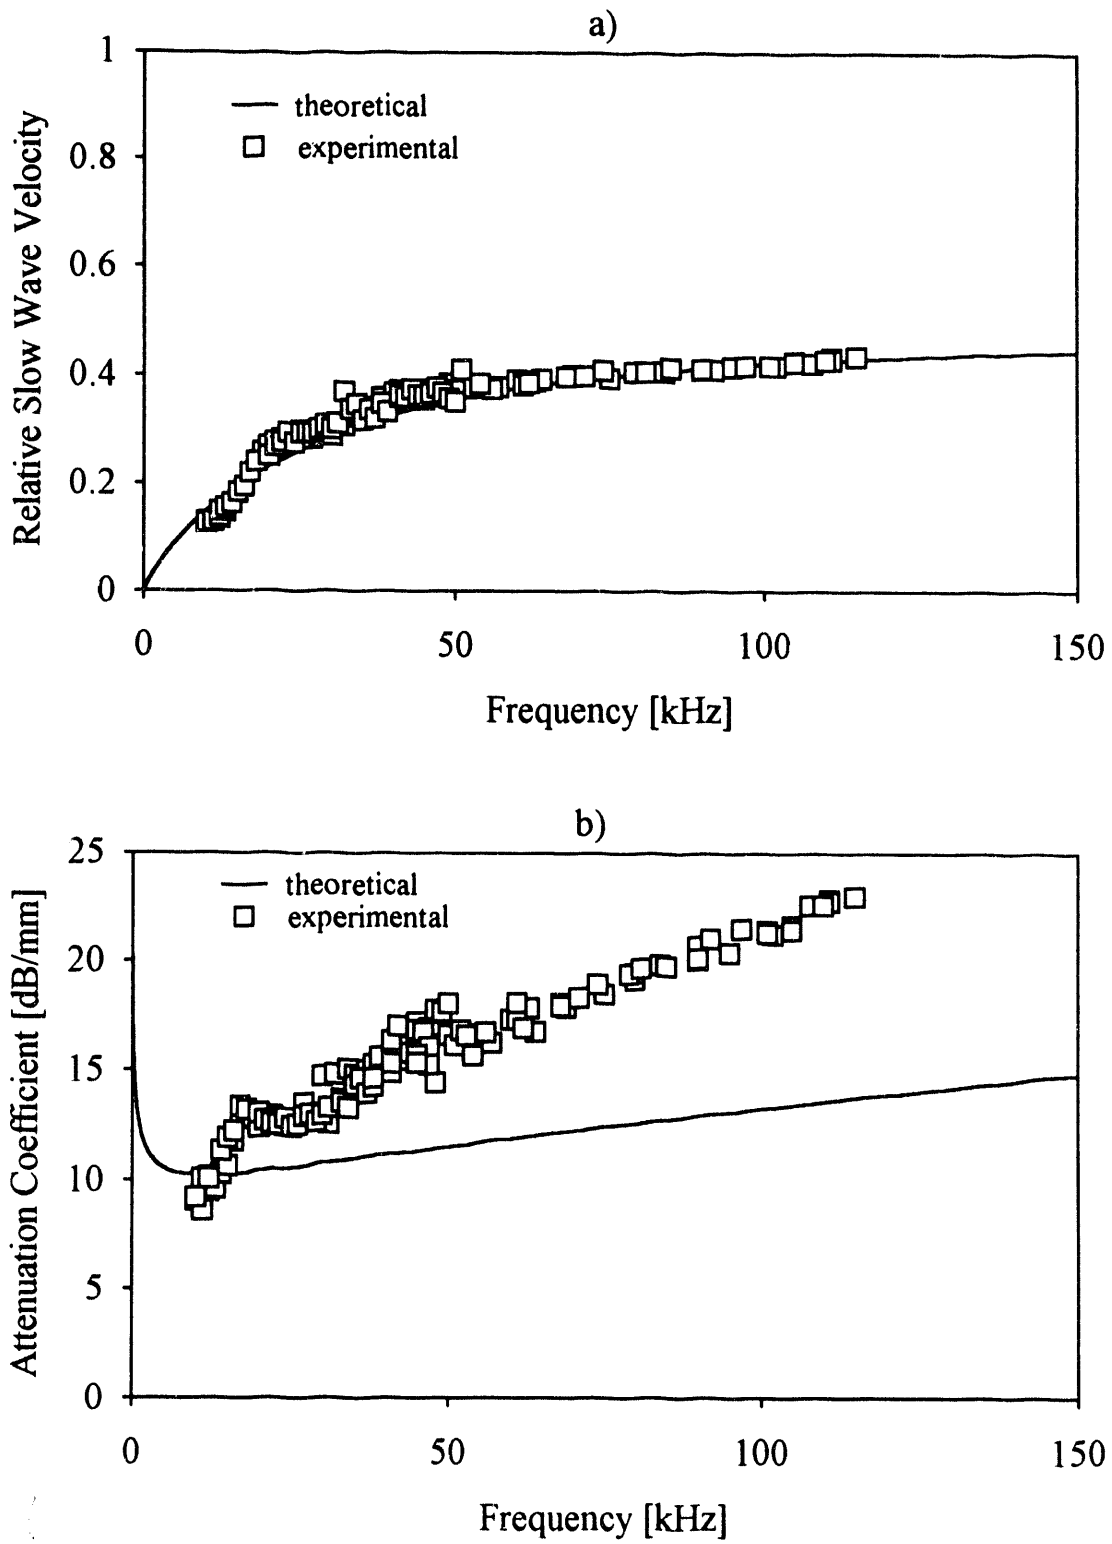 a)
1
theoretical
experimental
0.8
0.6
0.4
0.2
0
Relative Slow Wave Velocity
0 50 100 150
Frequency [kHz]
b)
25
theoretical
experimental
20
15
10
5
0
Attenuation Coefficient [dB/mm]
0 50 100 150
Frequency [kHz]